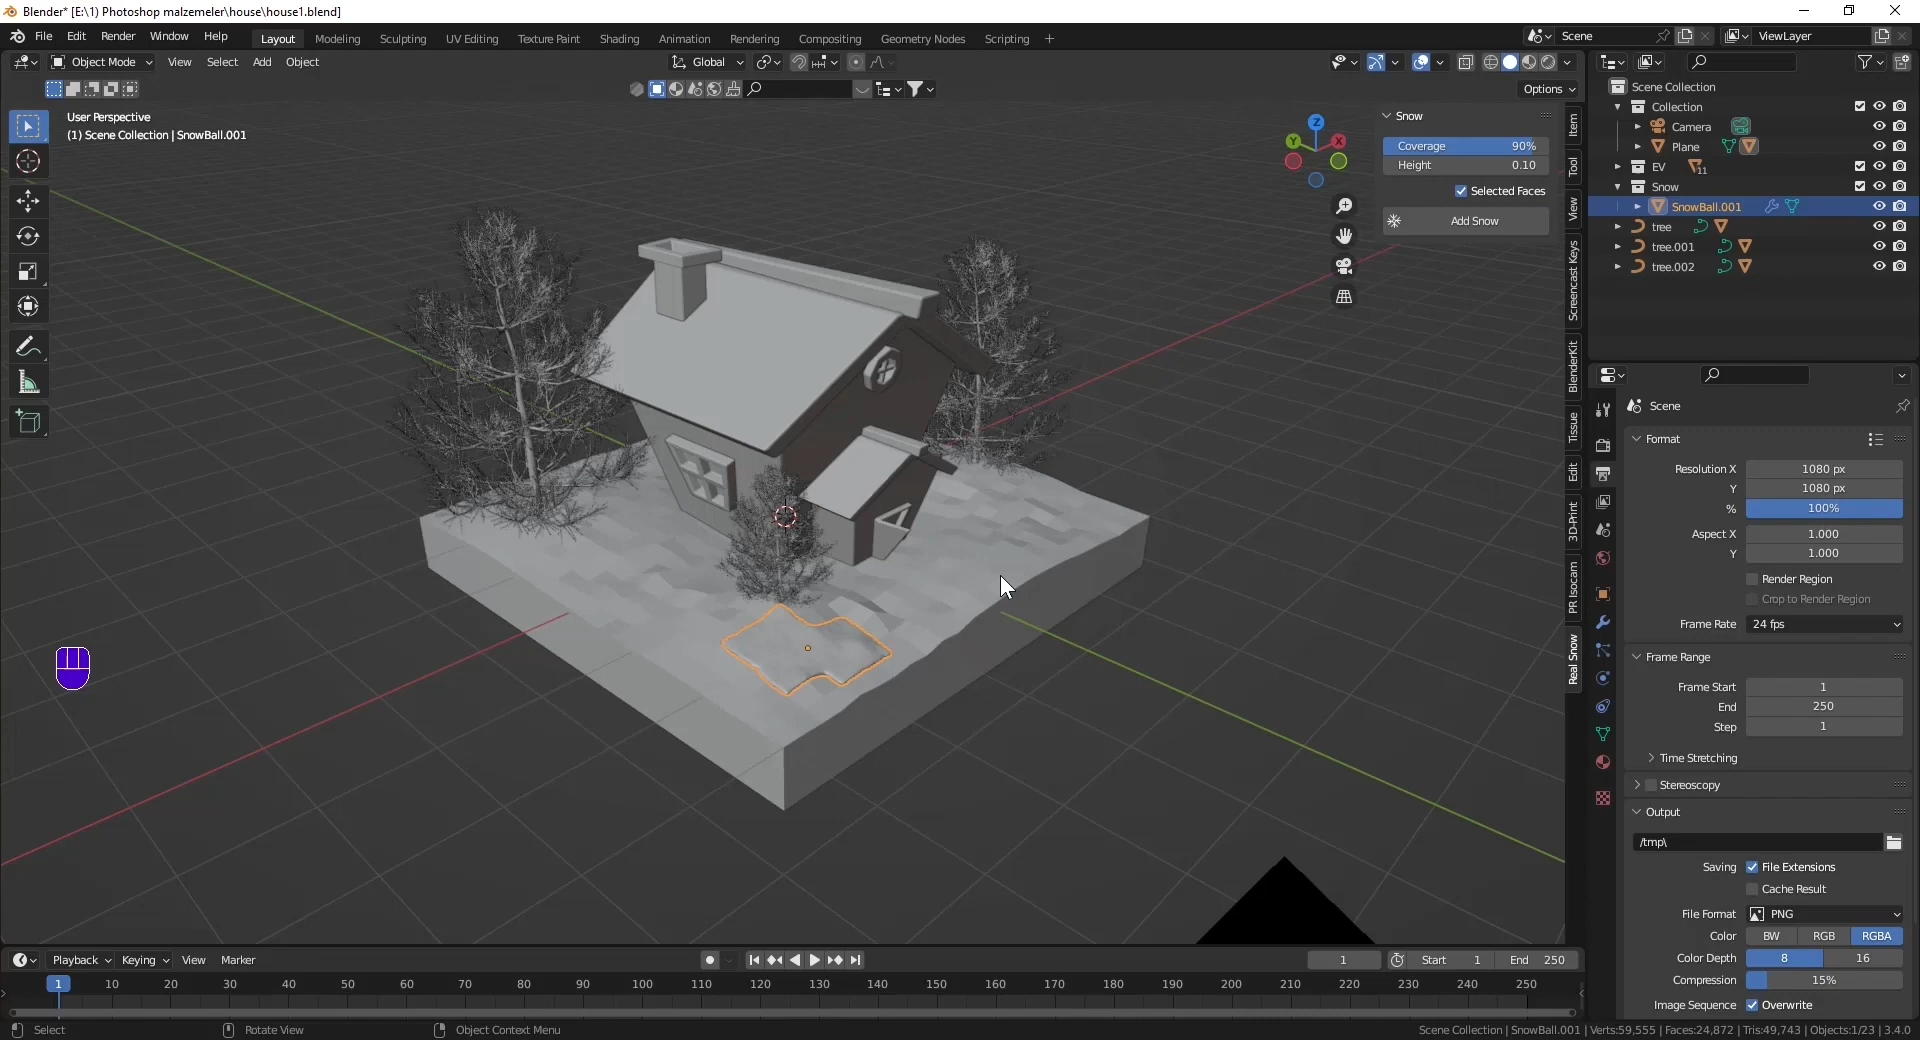 Blender* [E:\1) Photoshop malzemeler\house\house1.blend]
File Edit Render Window Help Layout Modeling Sculpting UV Editing Texture Paint Shading Animation Rendering Compositing Geometry Nodes Scripting + Scene ViewLayer
Object Mode View Select Add Object Global
Options
User Perspective
(1) Scene Collection | SnowBall.001
Z
Y
X
Snow
Coverage 90%
Height 0.10
Selected Faces
Add Snow
Item
Tool
View
Screencast Keys
BlenderKit
Tissue
Edit
3D-Print
PR Isocam
Real Snow
Scene Collection
Collection
Camera
Plane
EV 11
Snow
SnowBall.001
tree
tree.001
tree.002
Scene
Format
Resolution X 1080 px
Y 1080 px
% 100%
Aspect X 1.000
Y 1.000
Render Region
Crop to Render Region
Frame Rate 24 fps
Frame Range
Frame Start 1
End 250
Step 1
Time Stretching
Stereoscopy
Output
/tmp\
Saving File Extensions
Cache Result
File Format PNG
Color BW RGB RGBA
Color Depth 8 16
Compression 15%
Image Sequence Overwrite
Playback Keying View Marker 1 Start 1 End 250
1 10 20 30 40 50 60 70 80 90 100 110 120 130 140 150 160 170 180 190 200 210 220 230 240 250
Select Rotate View Object Context Menu Scene Collection | SnowBall.001 | Verts:59,555 | Faces:24,872 | Tris:49,743 | Objects:1/23 | 3.4.0